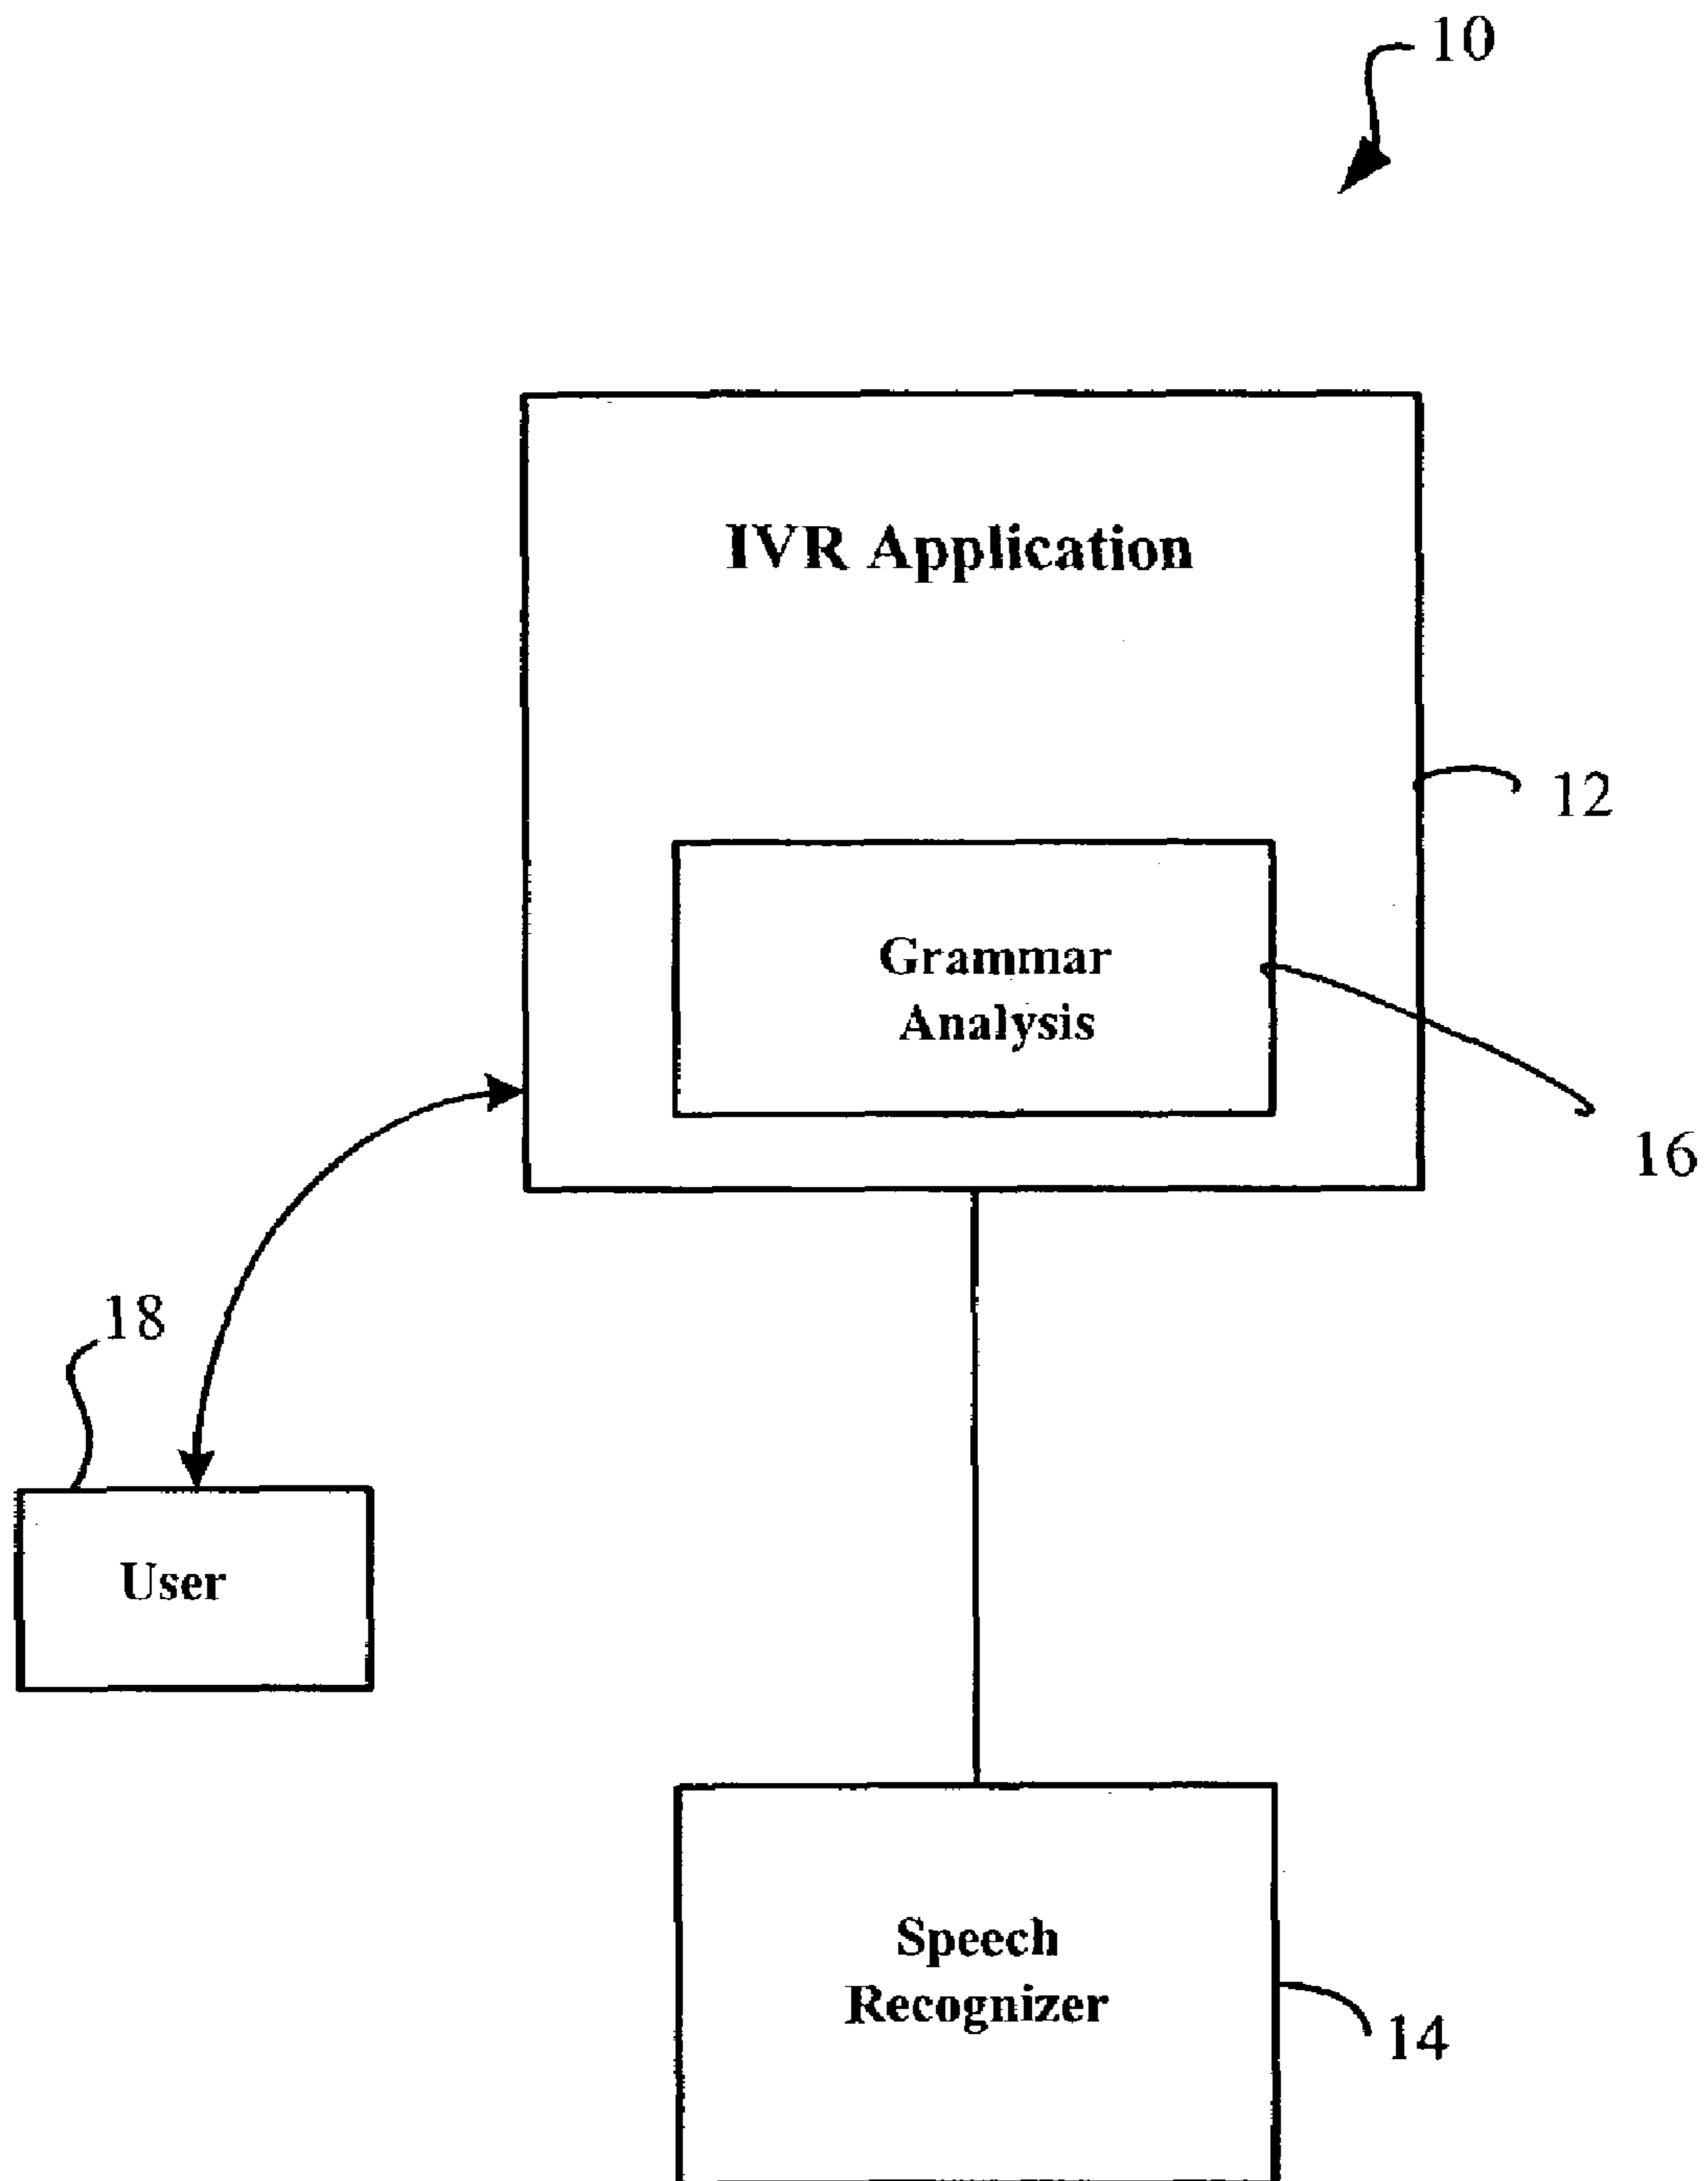 10
IVR Application
12
Grammar
Analysis
16
18
User
Speech
Recognizer
14